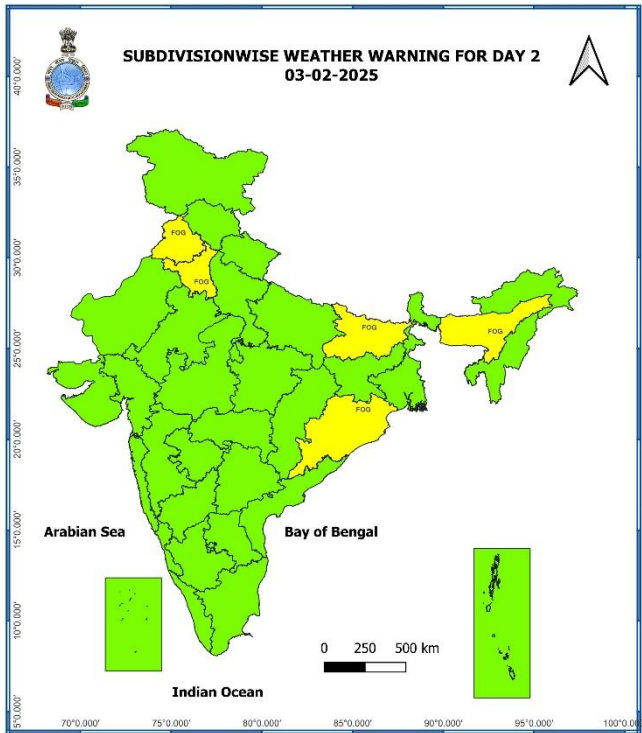 SUBDIVISIONWISE WEATHER WARNING FOR DAY 2
03-02-2025
40°0.000'
35°0.000'
30°0.000'
25°0.000'
20°0.000'
15°0.000'
10°0.000'
5°0.000'
FOG
FOG
FOG
FOG
FOG
Arabian Sea
Bay of Bengal
0 250 500 km
Indian Ocean
70°0.000' 75°0.000' 80°0.000' 85°0.000' 90°0.000' 95°0.000' 100°0.000'